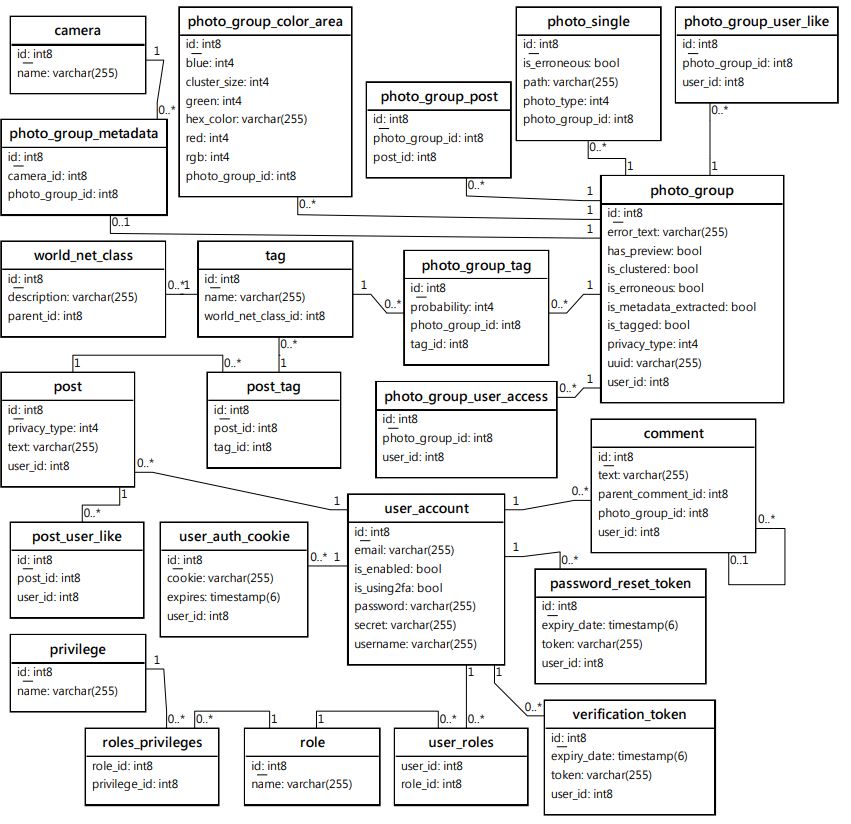 camera
id: int8
name: varchar(255)
photo_group_color_area
id: int8
blue: int4
cluster_size: int4
green: int4
hex_color: varchar(255)
red: int4
rgb: int4
photo_group_id: int8
photo_single
id: int8
is_erroneous: bool
path: varchar(255)
photo_type: int4
photo_group_id: int8
photo_group_user_like
id: int8
photo_group_id: int8
user_id: int8
photo_group_post
id: int8
photo_group_id: int8
post_id: int8
1
0..*
photo_group_metadata
id: int8
camera_id: int8
photo_group_id: int8
0..*
0..*
1
1
0..*
0..*
0..1
1
1
1
photo_group
id: int8
error_text: varchar(255)
has_preview: bool
is_clustered: bool
is_erroneous: bool
is_metadata_extracted: bool
is_tagged: bool
privacy_type: int4
uuid: varchar(255)
user_id: int8
world_net_class
id: int8
description: varchar(255)
parent_id: int8
0..*
1
tag
id: int8
name: varchar(255)
world_net_class_id: int8
1
0..*
photo_group_tag
id: int8
probability: int4
photo_group_id: int8
tag_id: int8
0..*
1
0..*
1
1
0..*
post
id: int8
privacy_type: int4
text: varchar(255)
user_id: int8
post_tag
id: int8
post_id: int8
tag_id: int8
photo_group_user_access
id: int8
photo_group_id: int8
user_id: int8
0..*
1
comment
id: int8
text: varchar(255)
parent_comment_id: int8
photo_group_id: int8
user_id: int8
0..*
0..1
0..*
1
1
0..*
1
0..*
post_user_like
id: int8
post_id: int8
user_id: int8
user_auth_cookie
id: int8
cookie: varchar(255)
expires: timestamp(6)
user_id: int8
0..*
1
user_account
id: int8
email: varchar(255)
is_enabled: bool
is_using2fa: bool
password: varchar(255)
secret: varchar(255)
username: varchar(255)
1
0..*
password_reset_token
id: int8
expiry_date: timestamp(6)
token: varchar(255)
user_id: int8
privilege
id: int8
name: varchar(255)
1
0..*
0..*
1
1
0..*
0..*
1
1
0..*
roles_privileges
role_id: int8
privilege_id: int8
role
id: int8
name: varchar(255)
user_roles
user_id: int8
role_id: int8
verification_token
id: int8
expiry_date: timestamp(6)
token: varchar(255)
user_id: int8